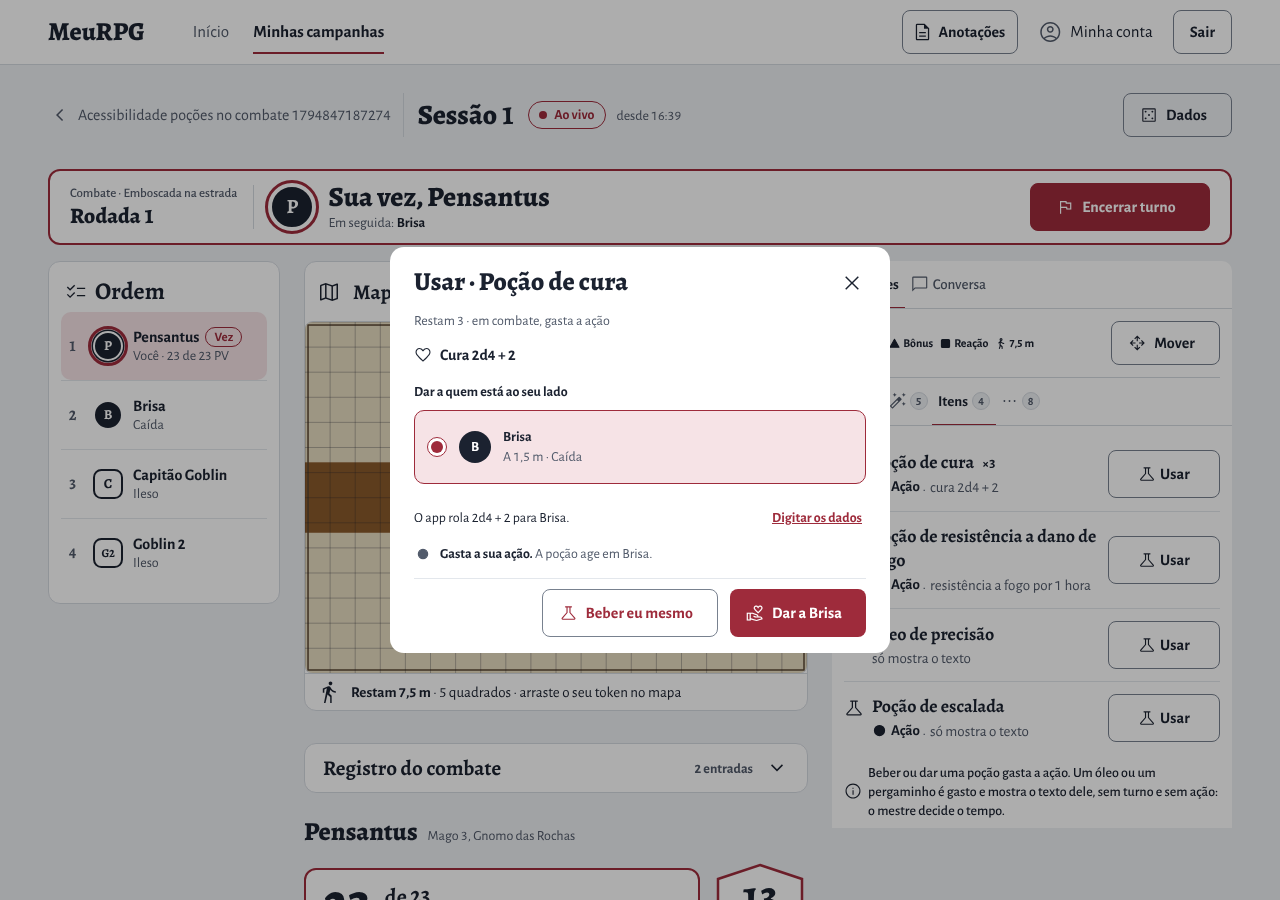 MeuRPG
Início
Minhas campanhas
Anotações
Minha conta
Sair
Acessibilidade poções no combate 1794847187274
Sessão 1
Ao vivo
desde 16:39
Dados
Combate · Emboscada na estrada
Rodada 1
P
Sua vez, Pensantus
Em seguida: Brisa
Encerrar turno
Ordem
1
P
Pensantus
Vez
Você · 23 de 23 PV
2
B
Brisa
Caída
3
C
Capitão Goblin
Ileso
4
G2
Goblin 2
Ileso
Map
Usar · Poção de cura
Restam 3 · em combate, gasta a ação
Cura 2d4 + 2
Dar a quem está ao seu lado
B
Brisa
A 1,5 m · Caída
O app rola 2d4 + 2 para Brisa.
Digitar os dados
Gasta a sua ação. A poção age em Brisa.
Beber eu mesmo
Dar a Brisa
Restam 7,5 m · 5 quadrados · arraste o seu token no mapa
Registro do combate
2 entradas
Pensantus
Mago 3, Gnomo das Rochas
23 de 23
13
es
Conversa
Bônus
Reação
7,5 m
Mover
5
Itens 4
··· 8
ção de cura ×3
Ação . cura 2d4 + 2
Usar
ção de resistência a dano de
go
Ação . resistência a fogo por 1 hora
Usar
eo de precisão
só mostra o texto
Usar
Poção de escalada
Ação . só mostra o texto
Usar
Beber ou dar uma poção gasta a ação. Um óleo ou um
pergaminho é gasto e mostra o texto dele, sem turno e sem ação:
o mestre decide o tempo.